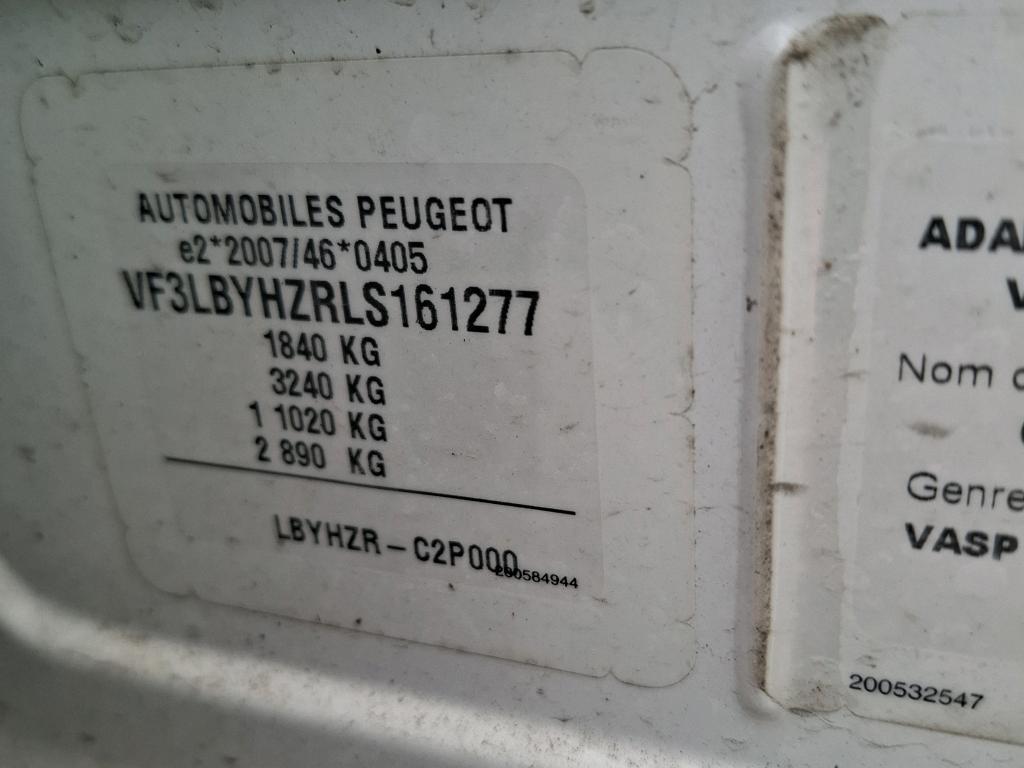 AUTOMOBILES PEUGEOT
e2*2007/46*0405
VF3LBYHZRLS161277
1840 KG
3240 KG
1 1020 KG
2 890 KG
LBYHZR - C2P000
200584944
ADA
V
Nom
Genre
VASP
200532547